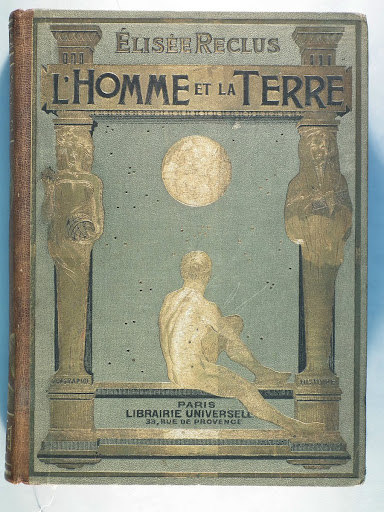 ÉLISÉE RECLUS
L'HOMME ET LA TERRE
PARIS
LIBRAIRIE UNIVERSELLE
33, RUE DE PROVENCE